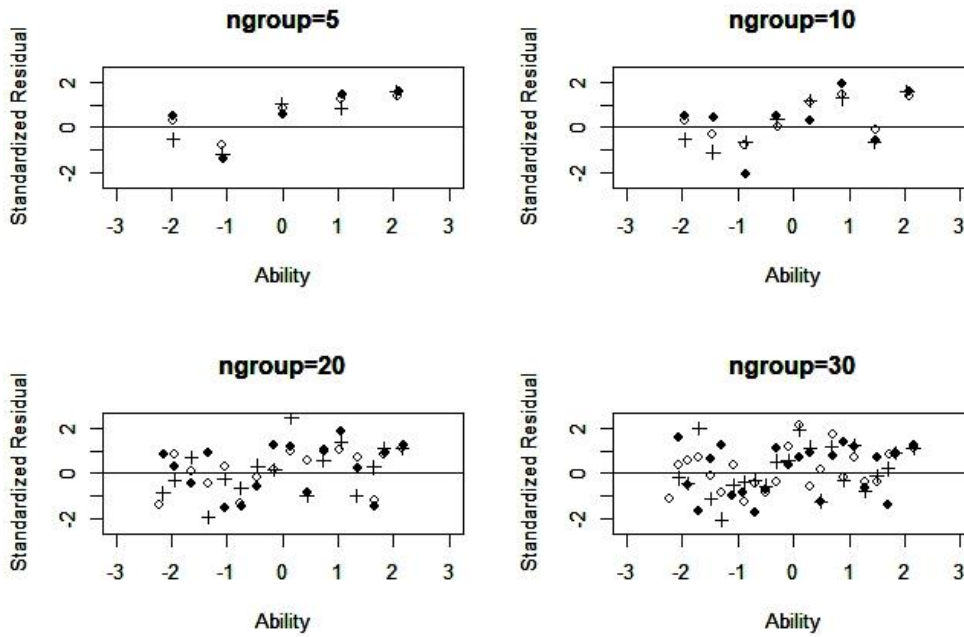 ngroup=5
Standardized Residual
2
0
-2
-3 -2 -1 0 1 2 3
Ability
ngroup=10
Standardized Residual
2
0
-2
-3 -2 -1 0 1 2 3
Ability
ngroup=20
Standardized Residual
2
0
-2
-3 -2 -1 0 1 2 3
Ability
ngroup=30
Standardized Residual
2
0
-2
-3 -2 -1 0 1 2 3
Ability